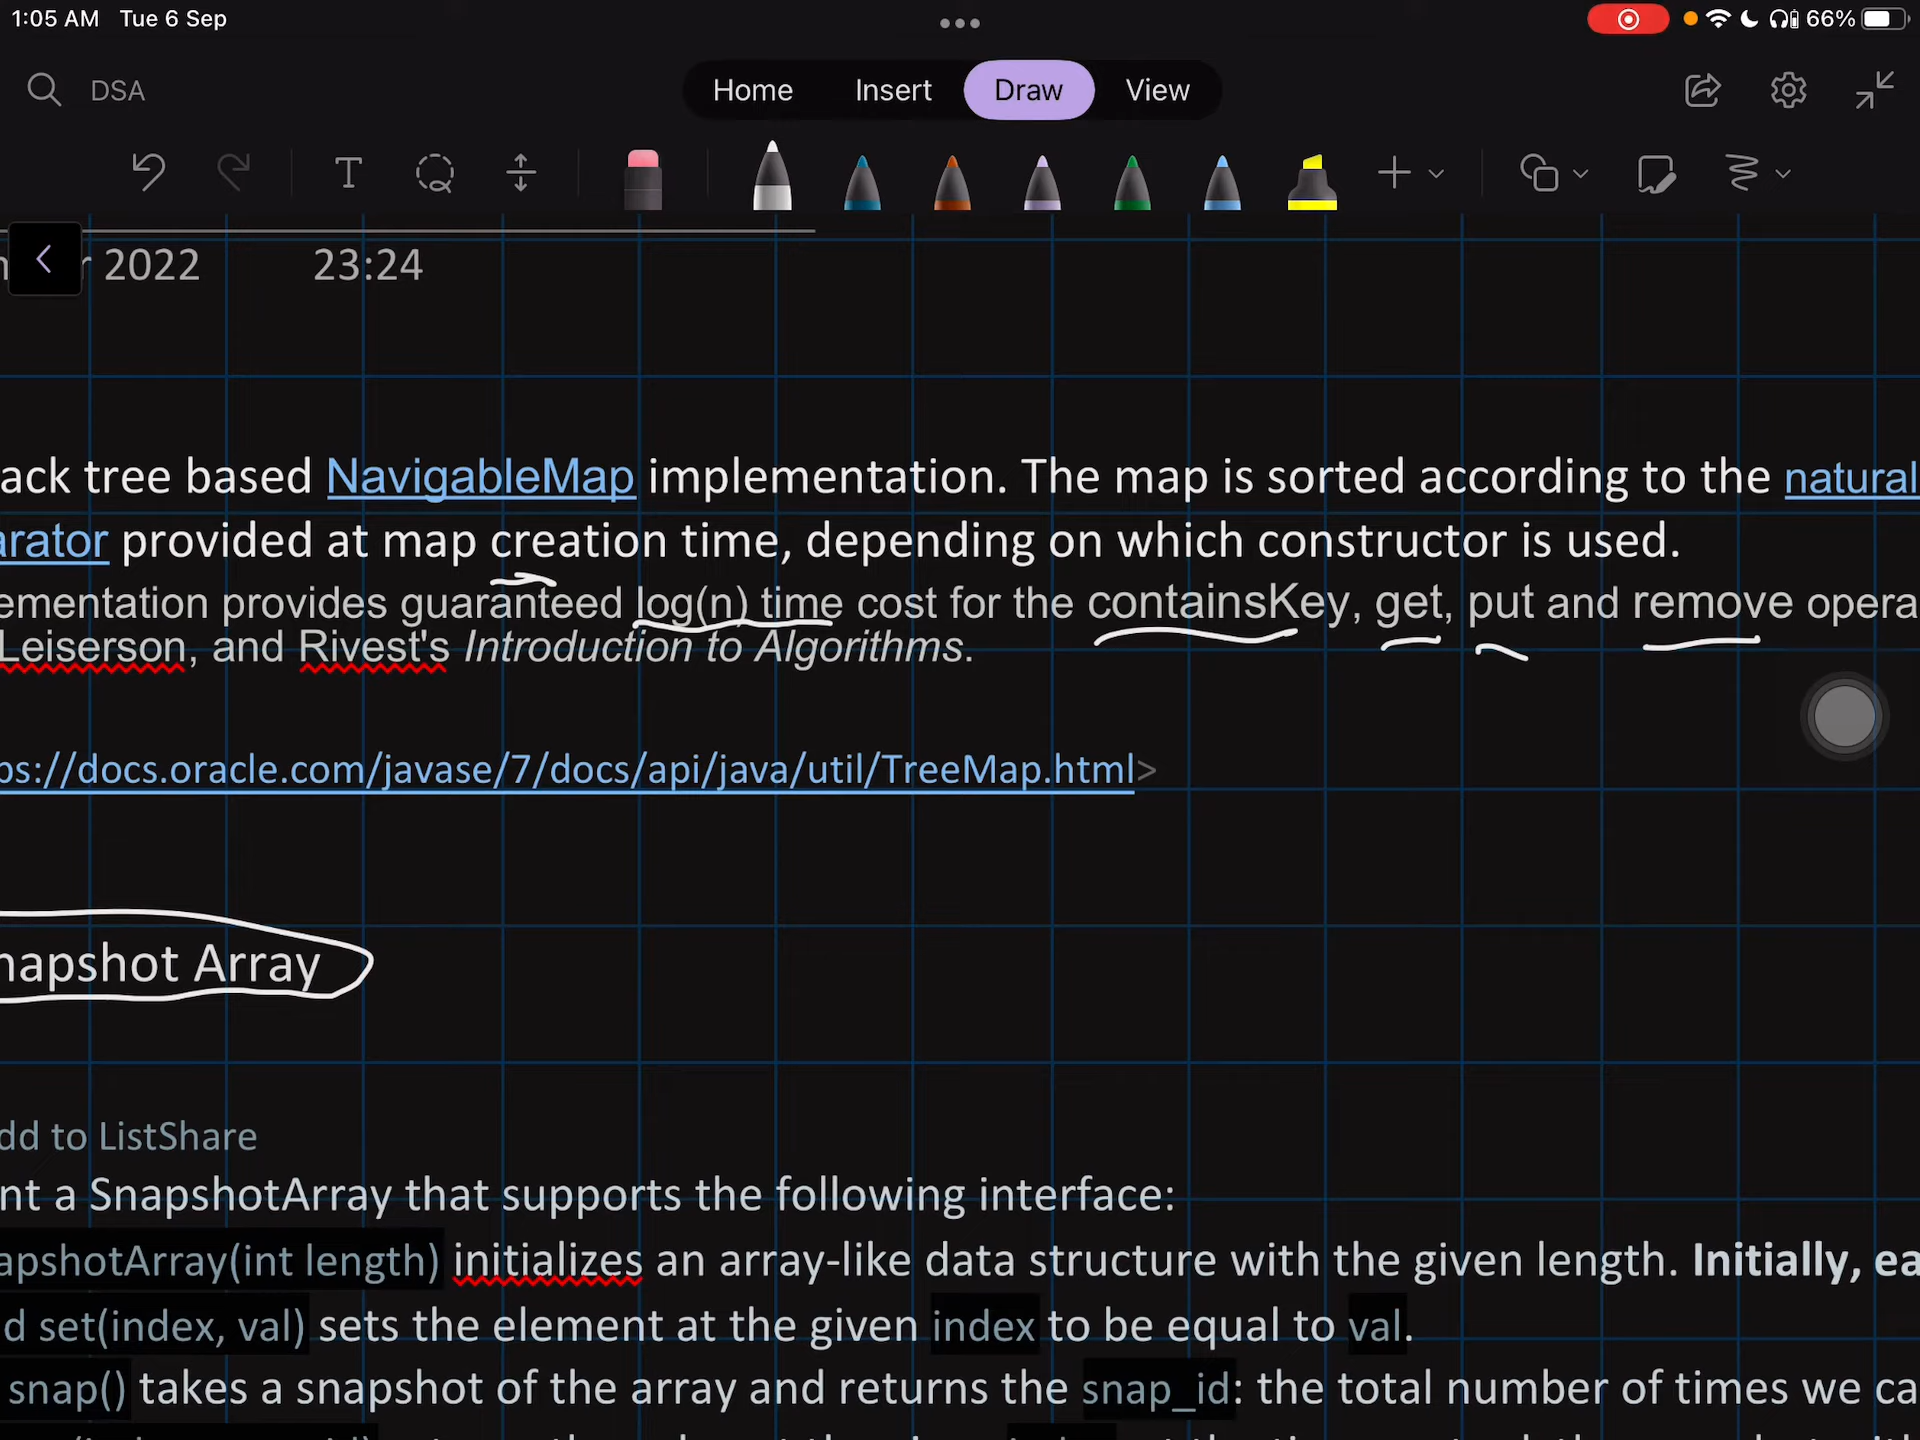 1:05 AM Tue 6 Sep 66%
DSA Home Insert Draw View
2022 23:24
ack tree based NavigableMap implementation. The map is sorted according to the natural
arator provided at map creation time, depending on which constructor is used.
ementation provides guaranteed log(n) time cost for the containsKey, get, put and remove opera
Leiserson, and Rivest's Introduction to Algorithms.
ps://docs.oracle.com/javase/7/docs/api/java/util/TreeMap.html>
napshot Array
dd to ListShare
nt a SnapshotArray that supports the following interface:
apshotArray(int length) initializes an array-like data structure with the given length. Initially, ea
d set(index, val) sets the element at the given index to be equal to val.
snap() takes a snapshot of the array and returns the snap_id: the total number of times we ca